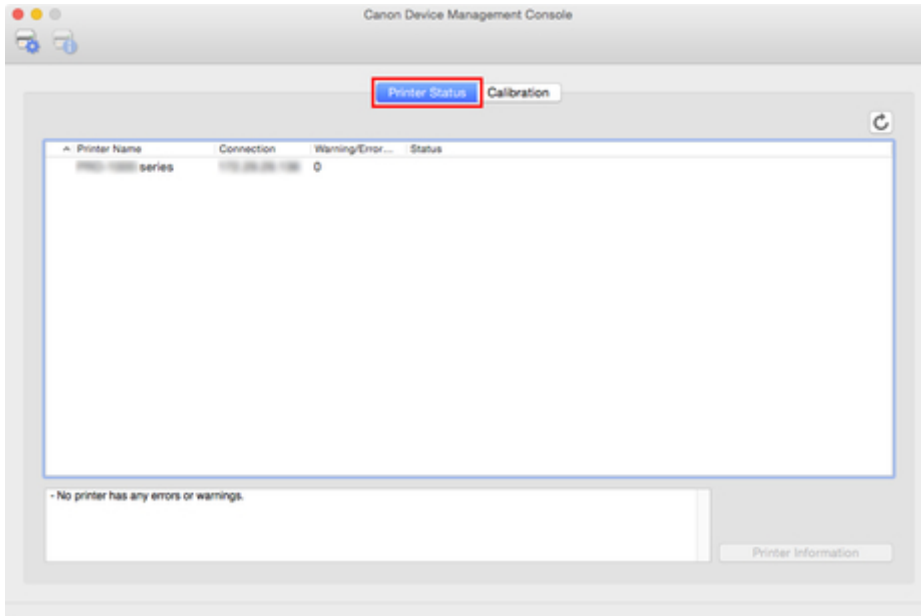 Canon Device Management Console
Printer Status Calibration
Printer Name Connection Warning/Error... Status
series 0
- No printer has any errors or warnings.
Printer Information